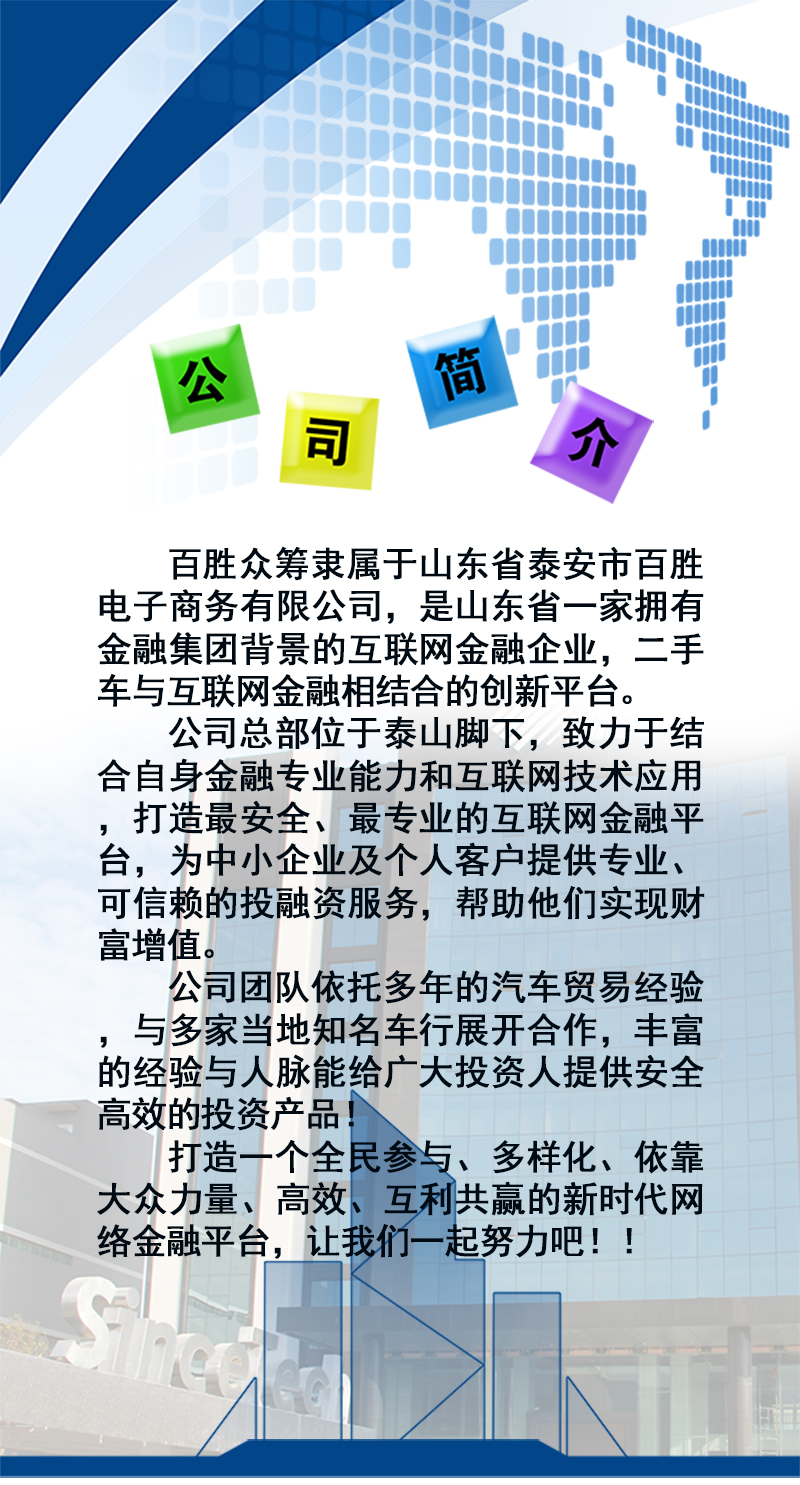 公司简介
百胜众筹隶属于山东省泰安市百胜
电子商务有限公司，是山东省一家拥有
金融集团背景的互联网金融企业，二手
车与互联网金融相结合的创新平台。
公司总部位于泰山脚下，致力于结
合自身金融专业能力和互联网技术应用
，打造最安全、最专业的互联网金融平
台，为中小企业及个人客户提供专业、
可信赖的投融资服务，帮助他们实现财
富增值。
公司团队依托多年的汽车贸易经验
，与多家当地知名车行展开合作，丰富
的经验与人脉能给广大投资人提供安全
高效的投资产品！
打造一个全民参与、多样化、依靠
大众力量、高效、互利共赢的新时代网
络金融平台，让我们一起努力吧！！
Sincetech